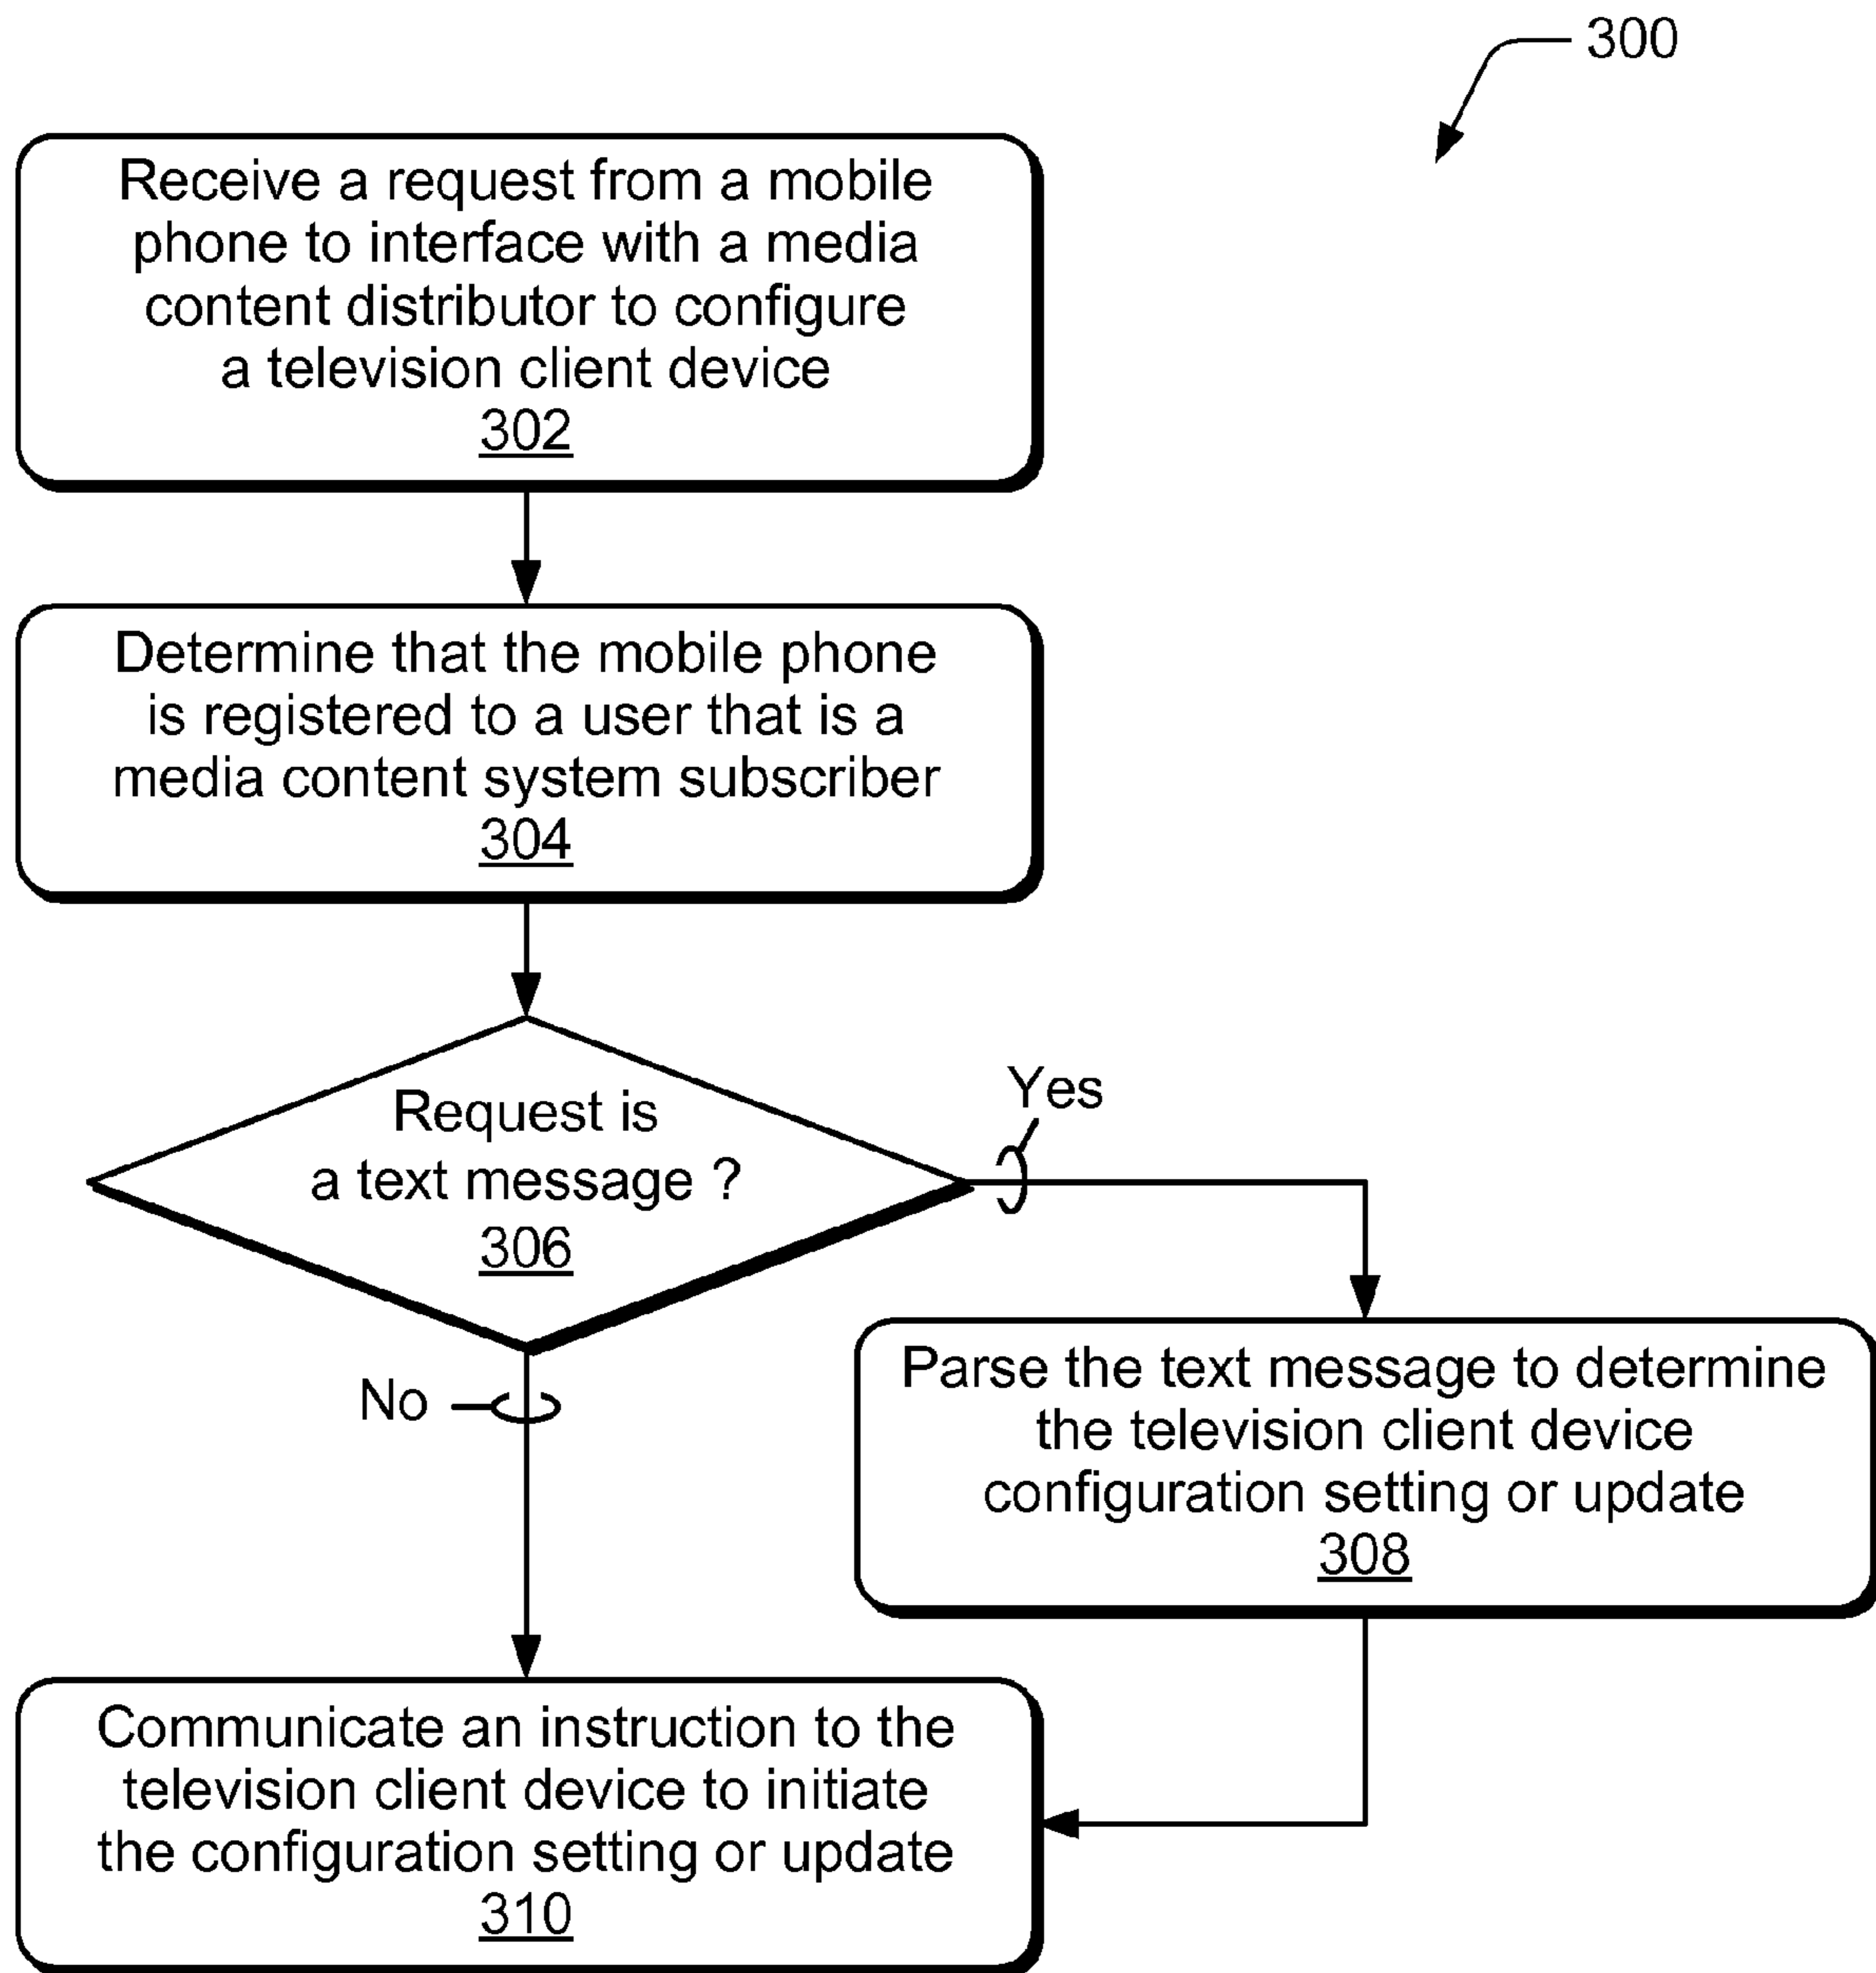 300
Receive a request from a mobile
phone to interface with a media
content distributor to configure
a television client device
302
Determine that the mobile phone
is registered to a user that is a
media content system subscriber
304
Request is
a text message ?
306
Yes
No
Parse the text message to determine
the television client device
configuration setting or update
308
Communicate an instruction to the
television client device to initiate
the configuration setting or update
310